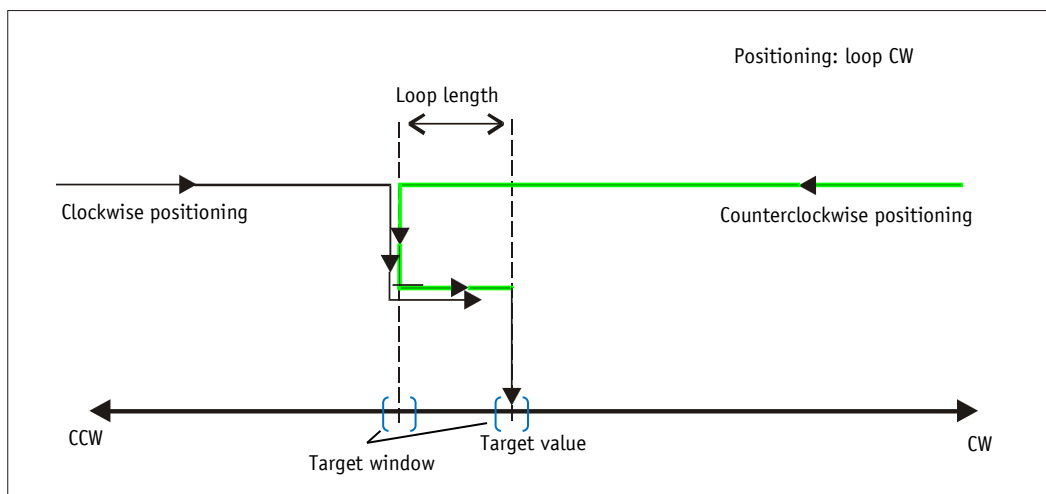 Positioning: loop CW
Loop length
Clockwise positioning
Counterclockwise positioning
CCW
Target window
Target value
CW